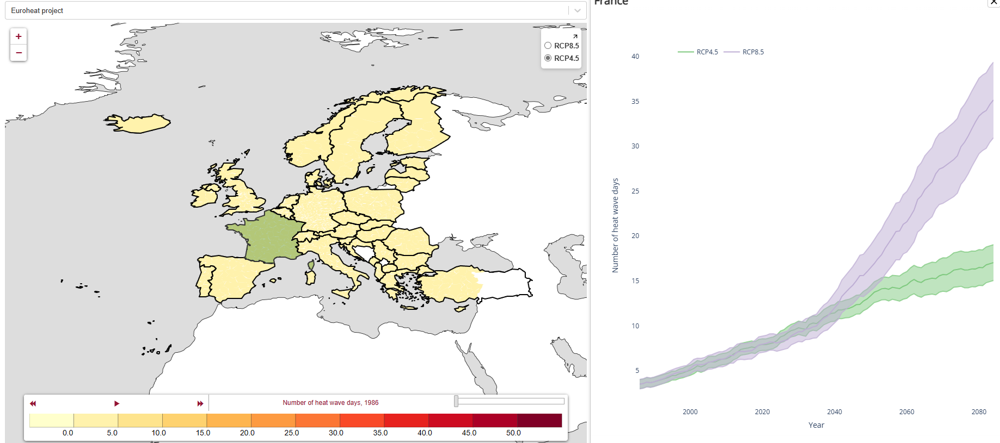 Euroheat project
France
+
−
RCP8.5
RCP4.5
RCP4.5 RCP8.5
40
35
30
25
20
15
10
5
Number of heat wave days
2000 2020 2040 2060 2080
Year
Number of heat wave days, 1986
0.0 5.0 10.0 15.0 20.0 25.0 30.0 35.0 40.0 45.0 50.0